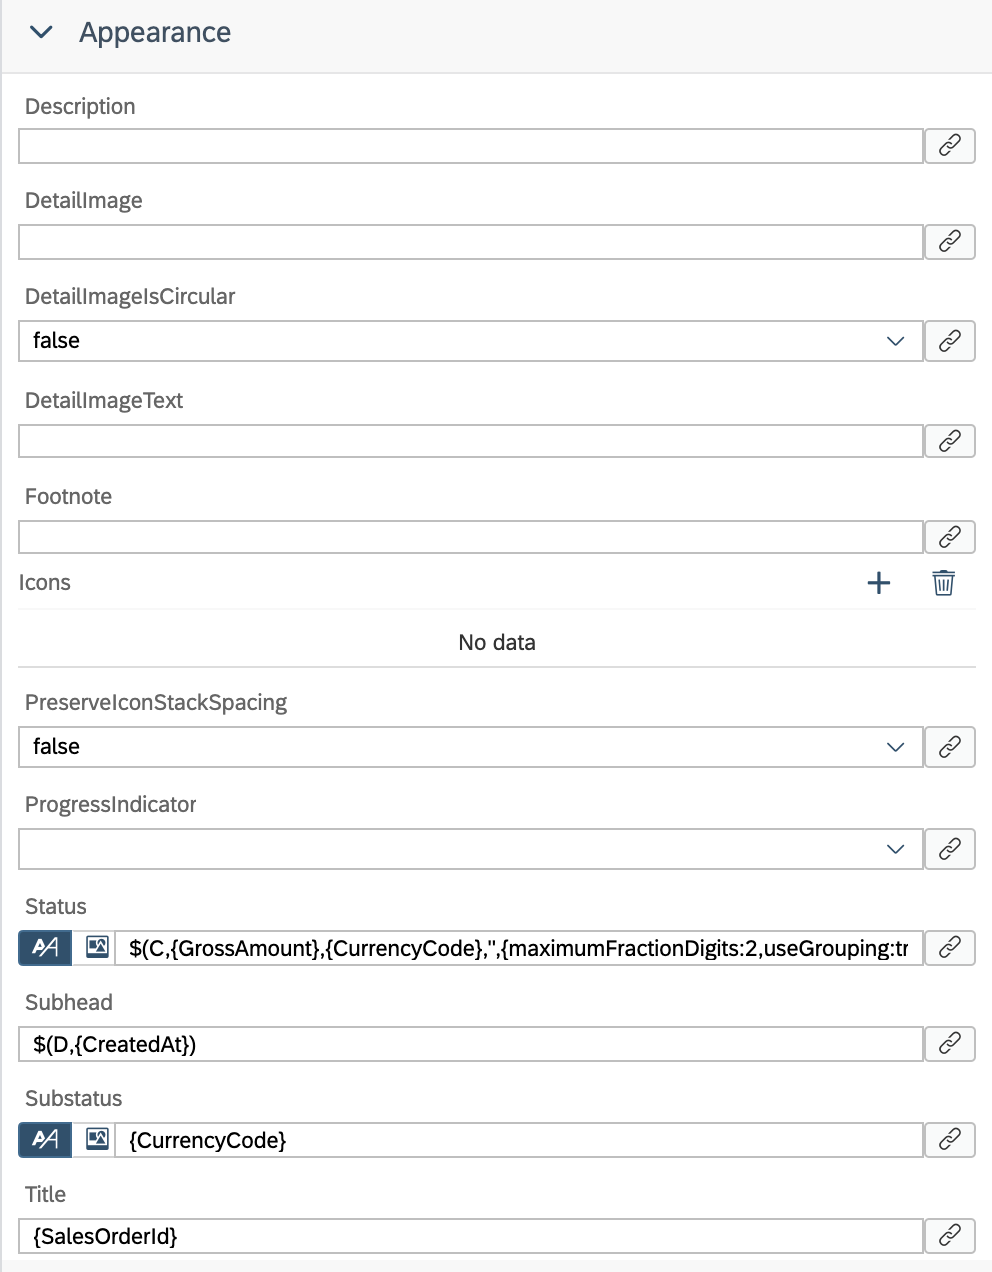 Appearance
Description
DetailImage
DetailImageIsCircular
false
DetailImageText
Footnote
Icons
No data
PreserveIconStackSpacing
false
ProgressIndicator
Status
$(C,{GrossAmount},{CurrencyCode},'',{maximumFractionDigits:2,useGrouping:tr
Subhead
$(D,{CreatedAt})
Substatus
{CurrencyCode}
Title
{SalesOrderId}